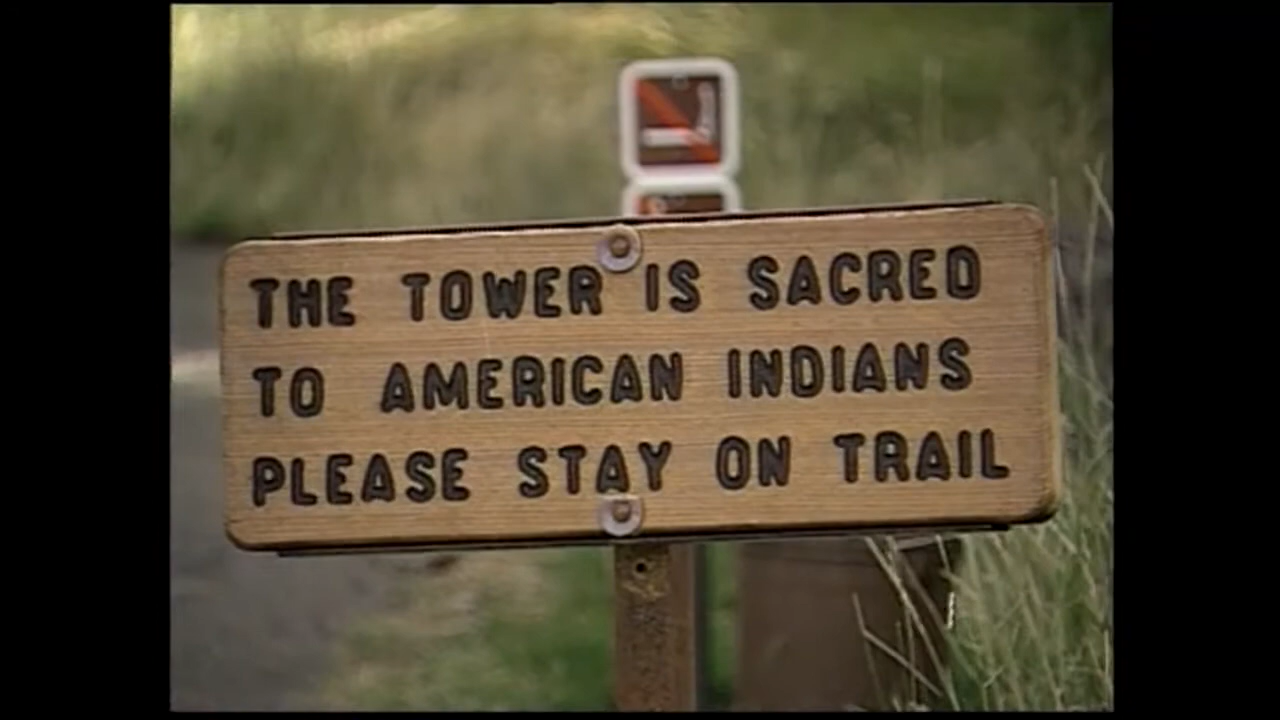 THE TOWER IS SACRED
TO AMERICAN INDIANS
PLEASE STAY ON TRAIL